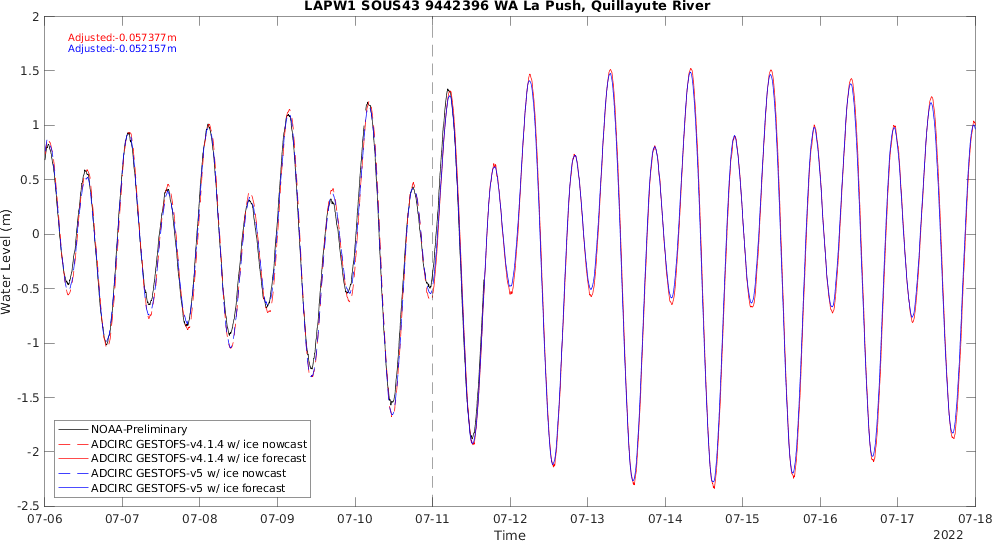 LAPW1 SOUS43 9442396 WA La Push, Quillayute River
Adjusted:-0.057377m
Adjusted:-0.052157m
2
1.5
1
0.5
0
-0.5
-1
-1.5
-2
-2.5
Water Level (m)
NOAA-Preliminary
ADCIRC GESTOFS-v4.1.4 w/ ice nowcast
ADCIRC GESTOFS-v4.1.4 w/ ice forecast
ADCIRC GESTOFS-v5 w/ ice nowcast
ADCIRC GESTOFS-v5 w/ ice forecast
07-06 07-07 07-08 07-09 07-10 07-11 07-12 07-13 07-14 07-15 07-16 07-17 07-18
Time
2022